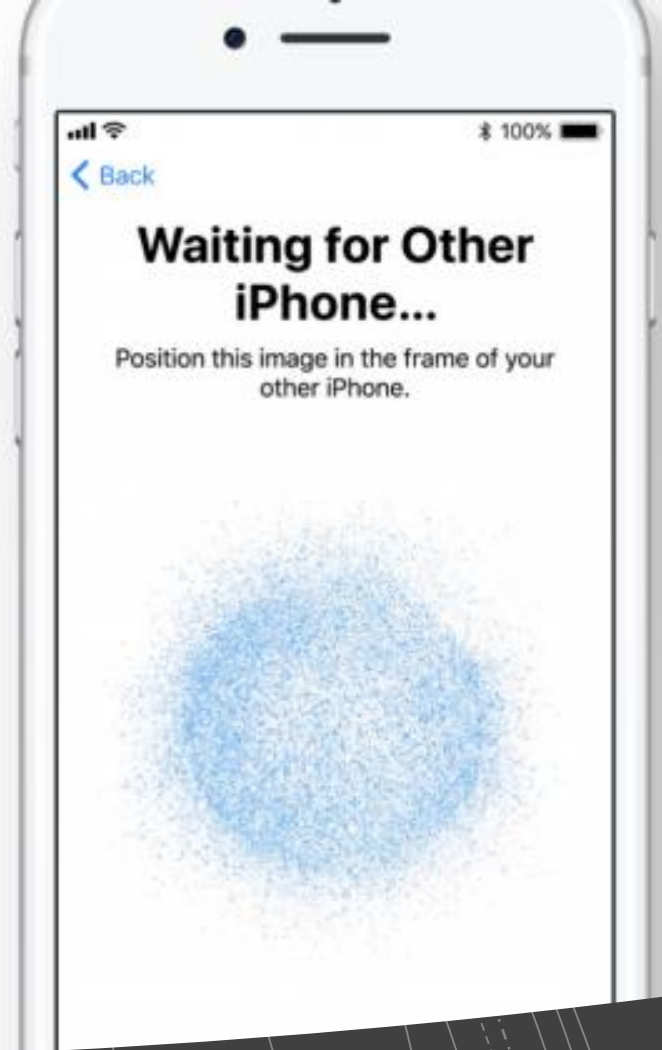 100%
Back
Waiting for Other
iPhone...
Position this image in the frame of your
other iPhone.